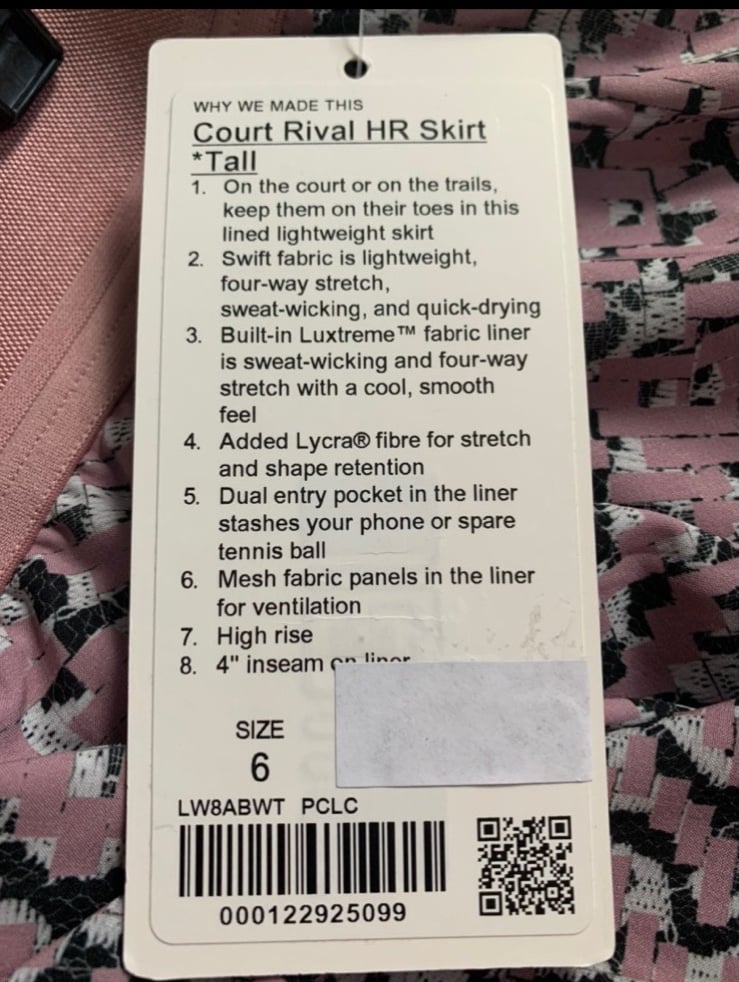 WHY WE MADE THIS
Court Rival HR Skirt
*Tall
1. On the court or on the trails,
keep them on their toes in this
lined lightweight skirt
2. Swift fabric is lightweight,
four-way stretch,
sweat-wicking, and quick-drying
3. Built-in Luxtreme™ fabric liner
is sweat-wicking and four-way
stretch with a cool, smooth
feel
4. Added Lycra® fibre for stretch
and shape retention
5. Dual entry pocket in the liner
stashes your phone or spare
tennis ball
6. Mesh fabric panels in the liner
for ventilation
7. High rise
8. 4" inseam on liner
SIZE
6
LW8ABWT PCLC
000122925099